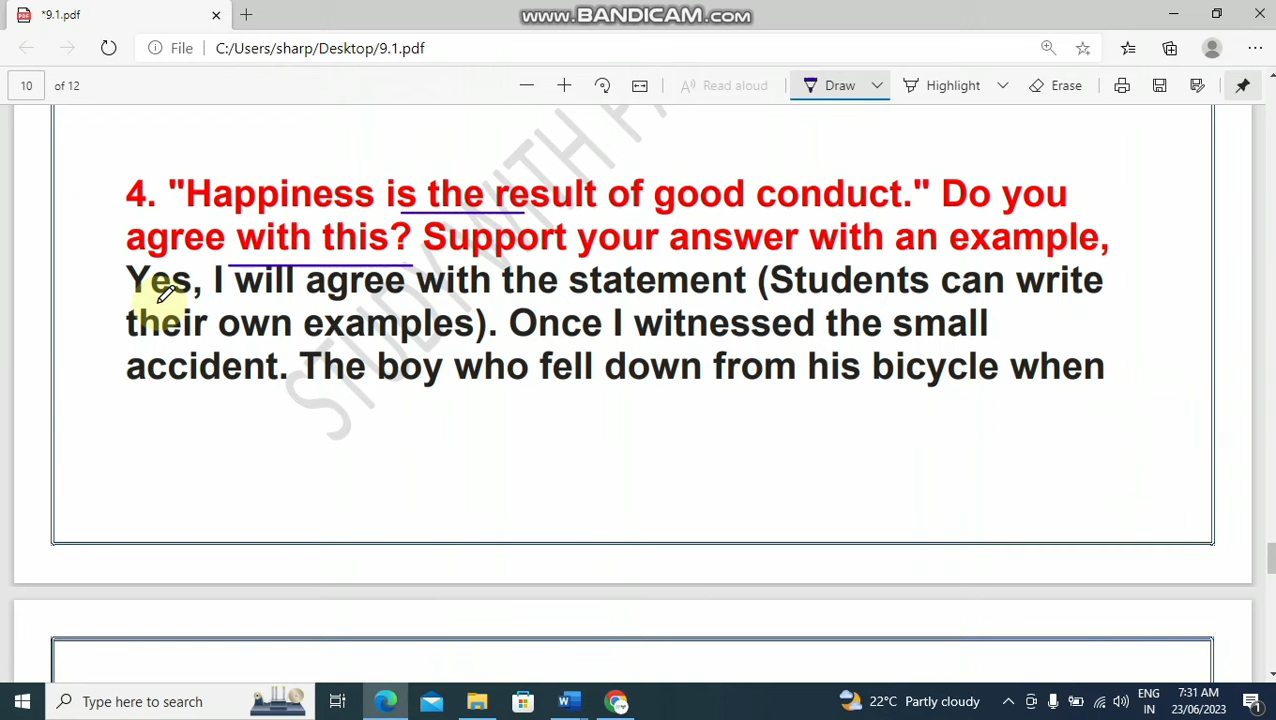 *9.1.pdf
www.BANDICAM.com
File C:/Users/sharp/Desktop/9.1.pdf
10 of 12 Read aloud Draw Highlight Erase
STUDY WITH
4. "Happiness is the result of good conduct." Do you
agree with this? Support your answer with an example,
Yes, I will agree with the statement (Students can write
their own examples). Once I witnessed the small
accident. The boy who fell down from his bicycle when
Type here to search
22°C Partly cloudy
ENG
IN
7:31 AM
23/06/2023
1